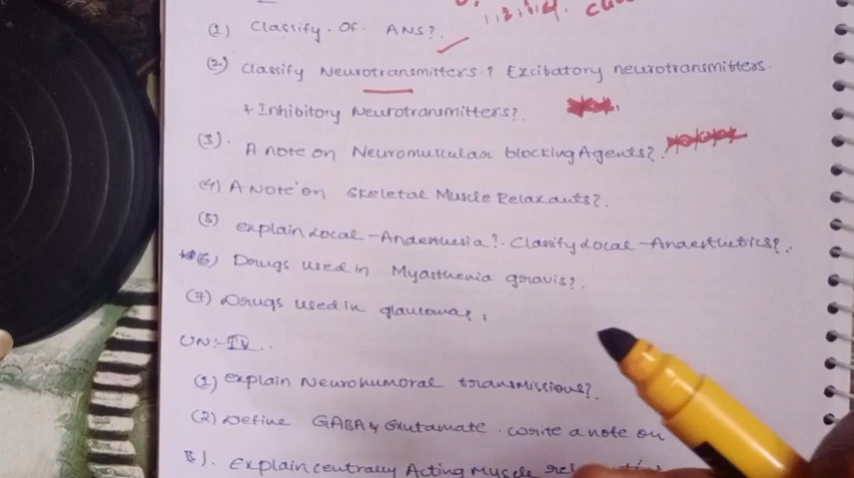 (1) Classify. Of. ANS?
(2) Classify Neurotransmitters? Excitatory neurotransmitters.
+ Inhibitory Neurotransmitters?
(3). A note on Neuromuscular blocking Agents?
(4) A Note on Skeletal Muscle Relaxants?.
(5) explain Local - Anaesthesia?. Classify Local - Anaesthetics?.
(6) Drugs used in Myasthenia gravis?.
(7) Drugs used in glaucoma?
UN:-IV..
(1) explain Neurohumoral transmissions?.
(2) Define GABA & Glutamate. write a note on
3). Explain centrally Acting Muscle